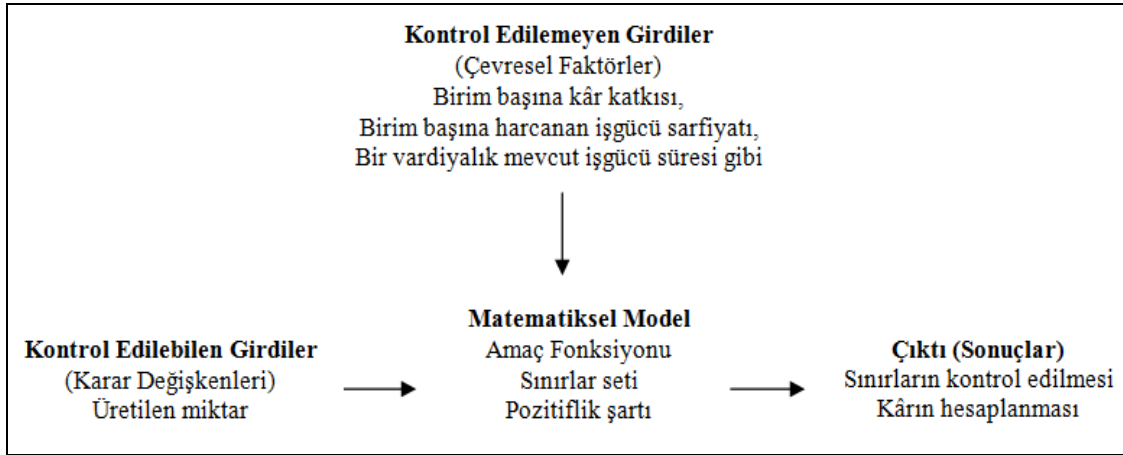 Kontrol Edilemeyen Girdiler
(Çevresel Faktörler)
Birim başına kâr katkısı,
Birim başına harcanan işgücü sarfiyatı,
Bir vardiyalık mevcut işgücü süresi gibi
Kontrol Edilebilen Girdiler
(Karar Değişkenleri)
Üretilen miktar
Matematiksel Model
Amaç Fonksiyonu
Sınırlar seti
Pozitiflik şartı
Çıktı (Sonuçlar)
Sınırların kontrol edilmesi
Kârın hesaplanması